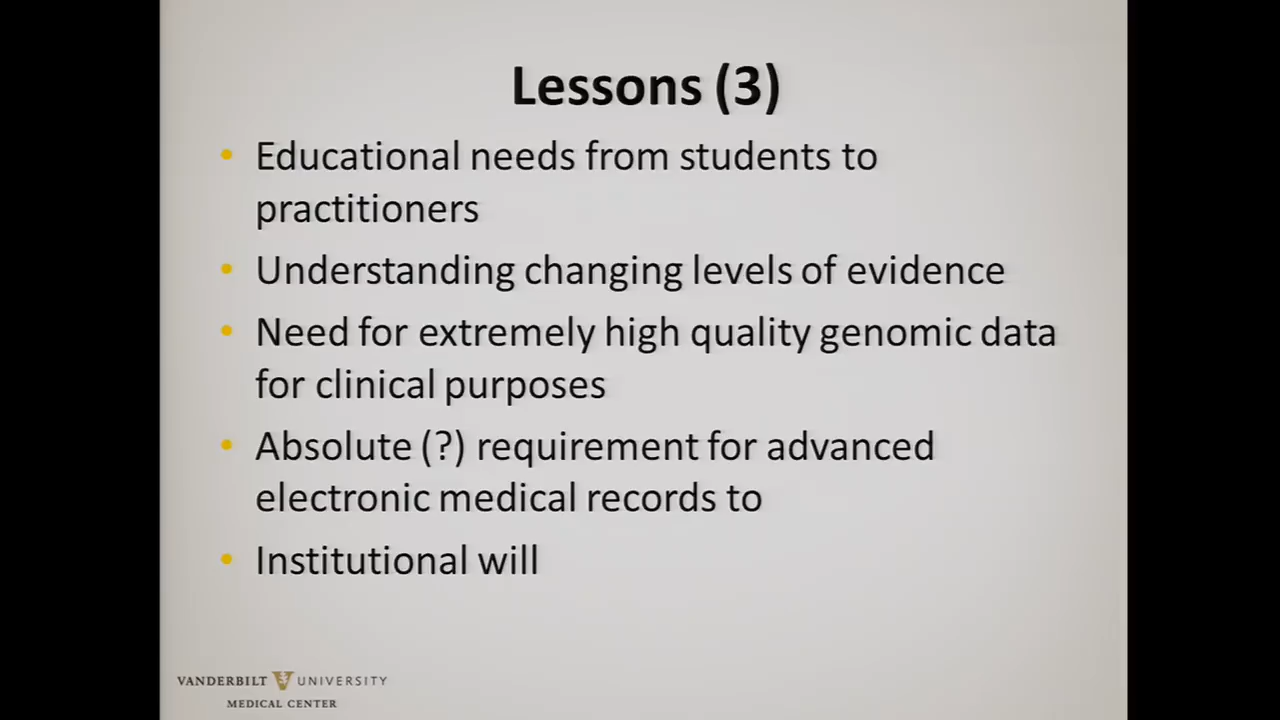 Lessons (3)
• Educational needs from students to
practitioners
• Understanding changing levels of evidence
• Need for extremely high quality genomic data
for clinical purposes
• Absolute (?) requirement for advanced
electronic medical records to
• Institutional will
VANDERBILT UNIVERSITY
MEDICAL CENTER